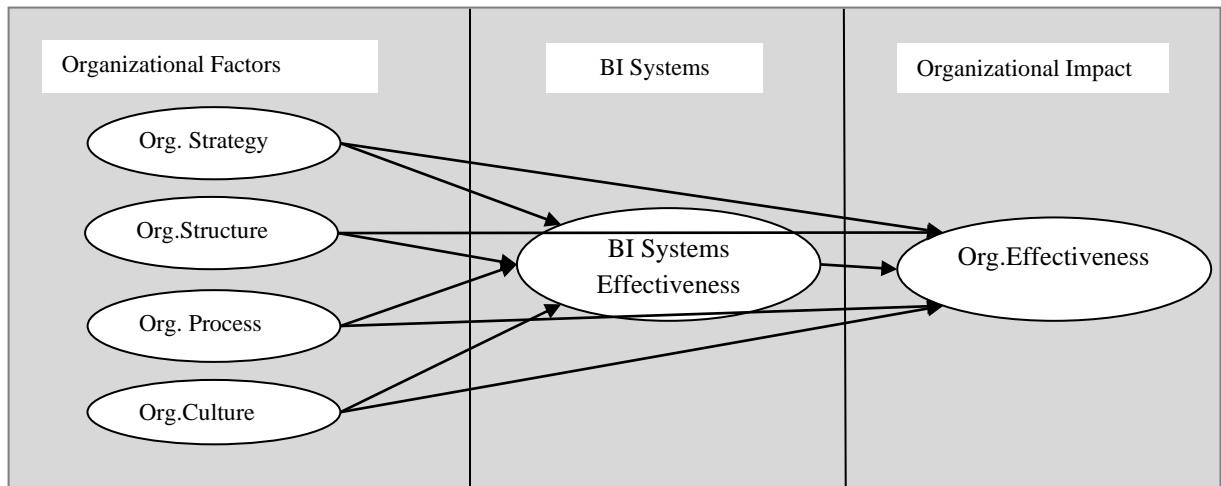 Organizational Factors
BI Systems
Organizational Impact
Org. Strategy
Org.Structure
Org. Process
Org.Culture
BI Systems
Effectiveness
Org.Effectiveness